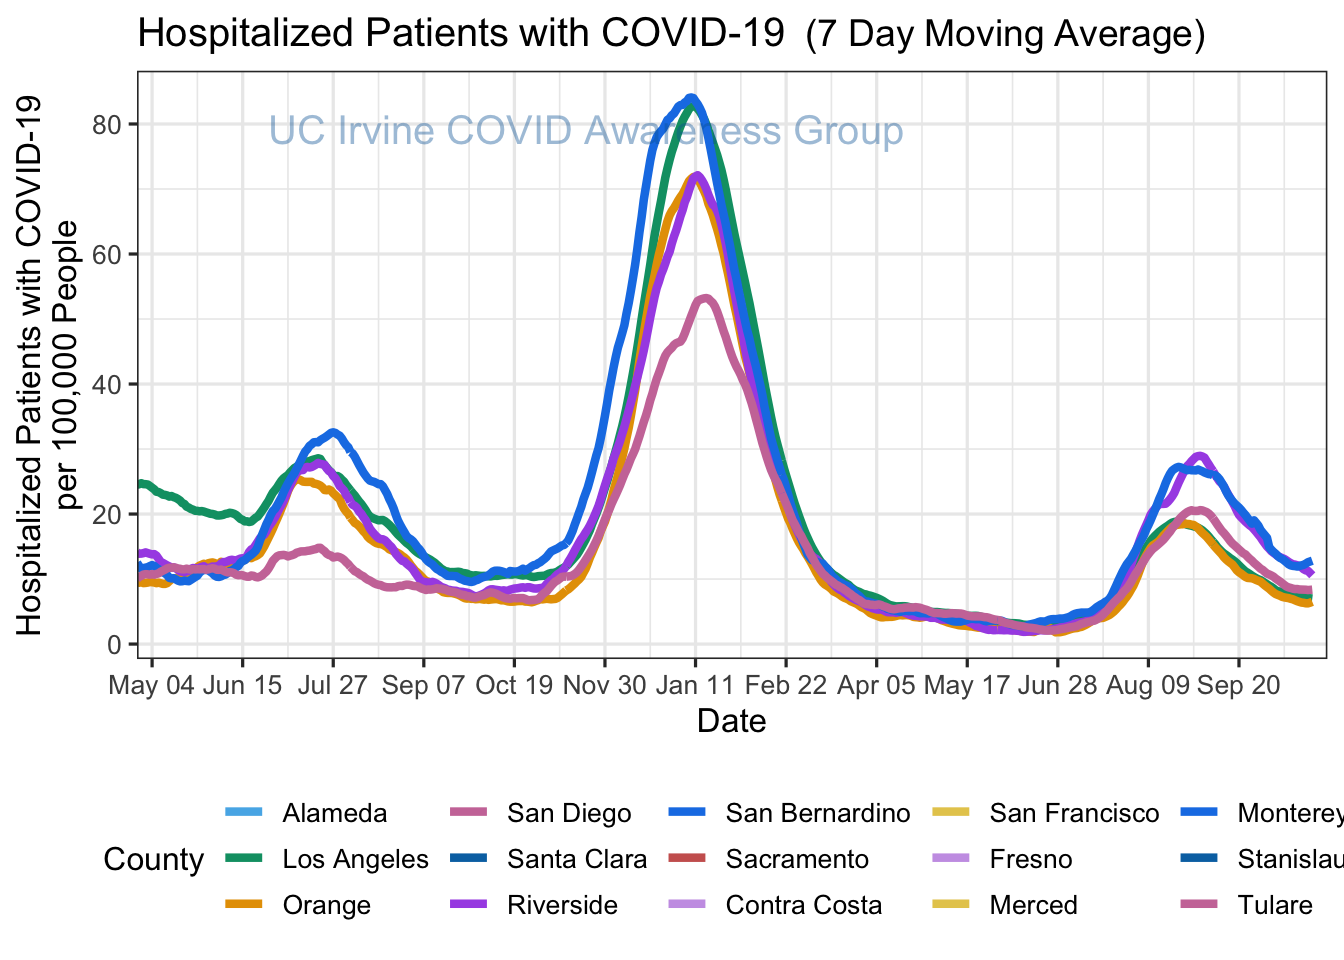 Hospitalized Patients with COVID-19 (7 Day Moving Average)
Hospitalized Patients with COVID-19
per 100,000 People
80
60
40
20
0
UC Irvine COVID Awareness Group
May 04 Jun 15 Jul 27 Sep 07 Oct 19 Nov 30 Jan 11 Feb 22 Apr 05 May 17 Jun 28 Aug 09 Sep 20
Date
County
Alameda San Diego San Bernardino San Francisco Monterey
Los Angeles Santa Clara Sacramento Fresno Stanislau
Orange Riverside Contra Costa Merced Tulare